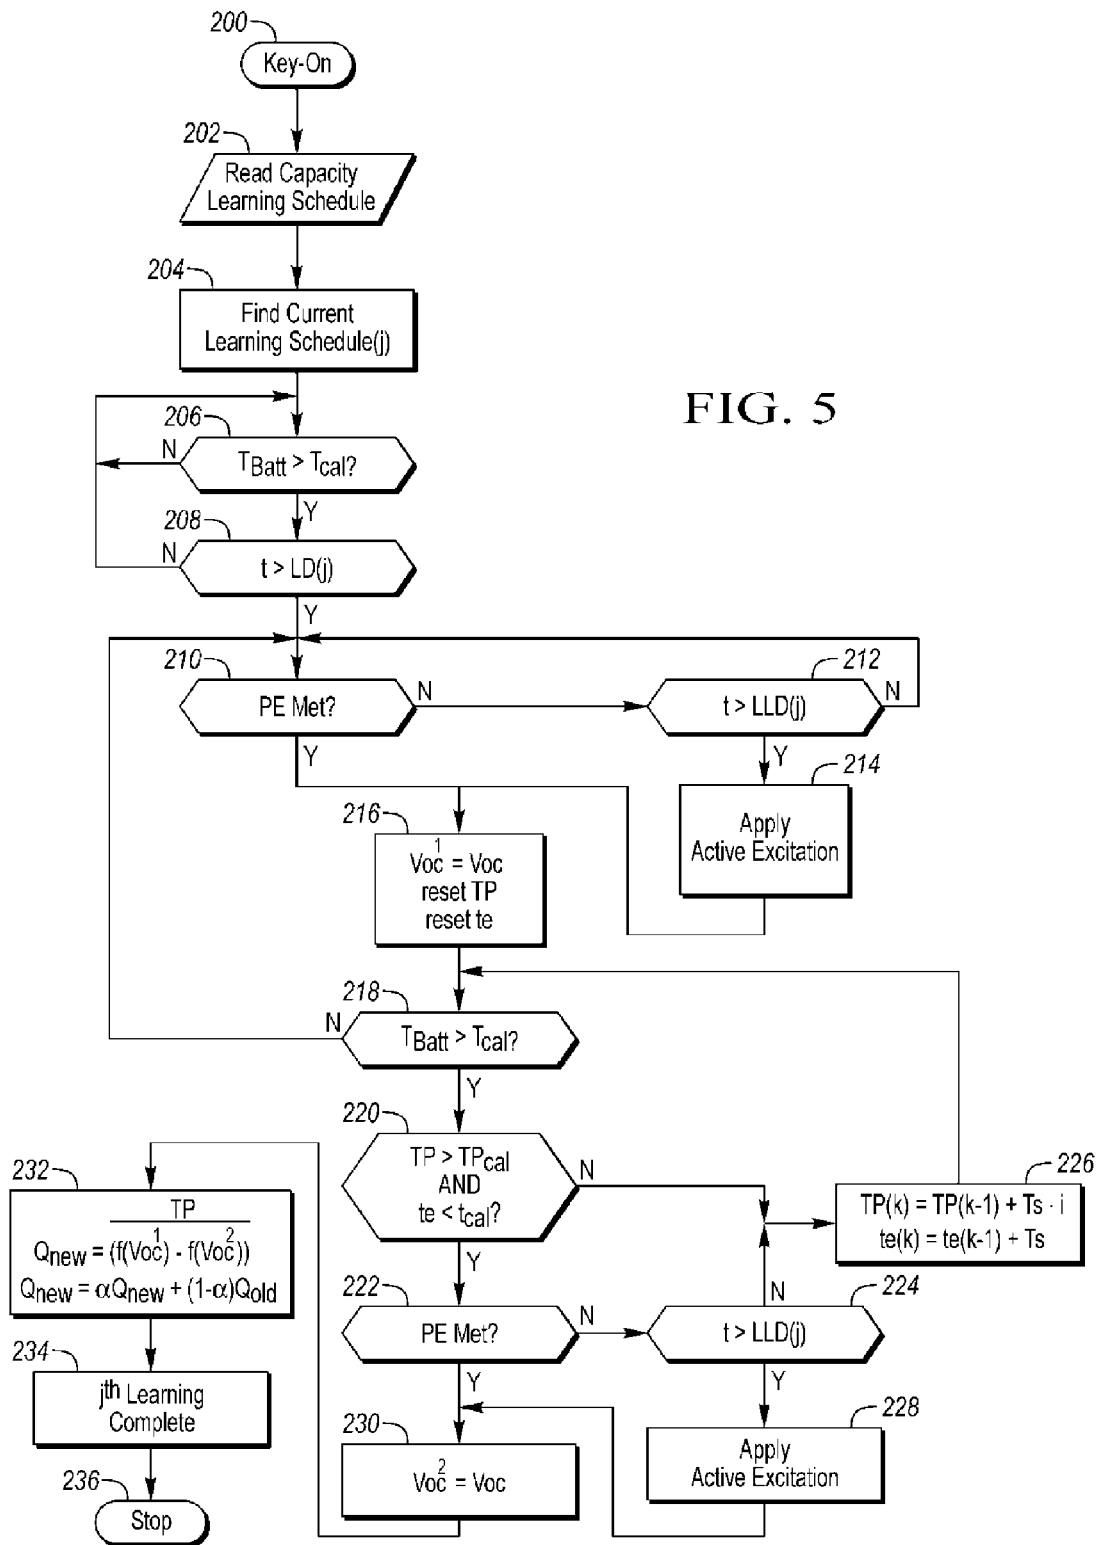 200
Key-On
202
Read Capacity
Learning Schedule
204
Find Current
Learning Schedule(j)
FIG. 5
206
N
TBatt > Tcal?
Y
208
N
t > LD(j)
Y
210
PE Met?
N
Y
212
t > LLD(j)
N
Y
214
Apply
Active Excitation
216
Voc1 = Voc
reset TP
reset te
218
N
TBatt > Tcal?
Y
220
TP > TPcal
AND
te < tcal?
N
Y
226
TP(k) = TP(k-1) + Ts · i
te(k) = te(k-1) + Ts
222
PE Met?
N
Y
224
N
t > LLD(j)
Y
228
Apply
Active Excitation
230
Voc2 = Voc
232
TP
Qnew = (f(Voc1) - f(Voc2))
Qnew = αQnew + (1-α)Qold
234
jth Learning
Complete
236
Stop